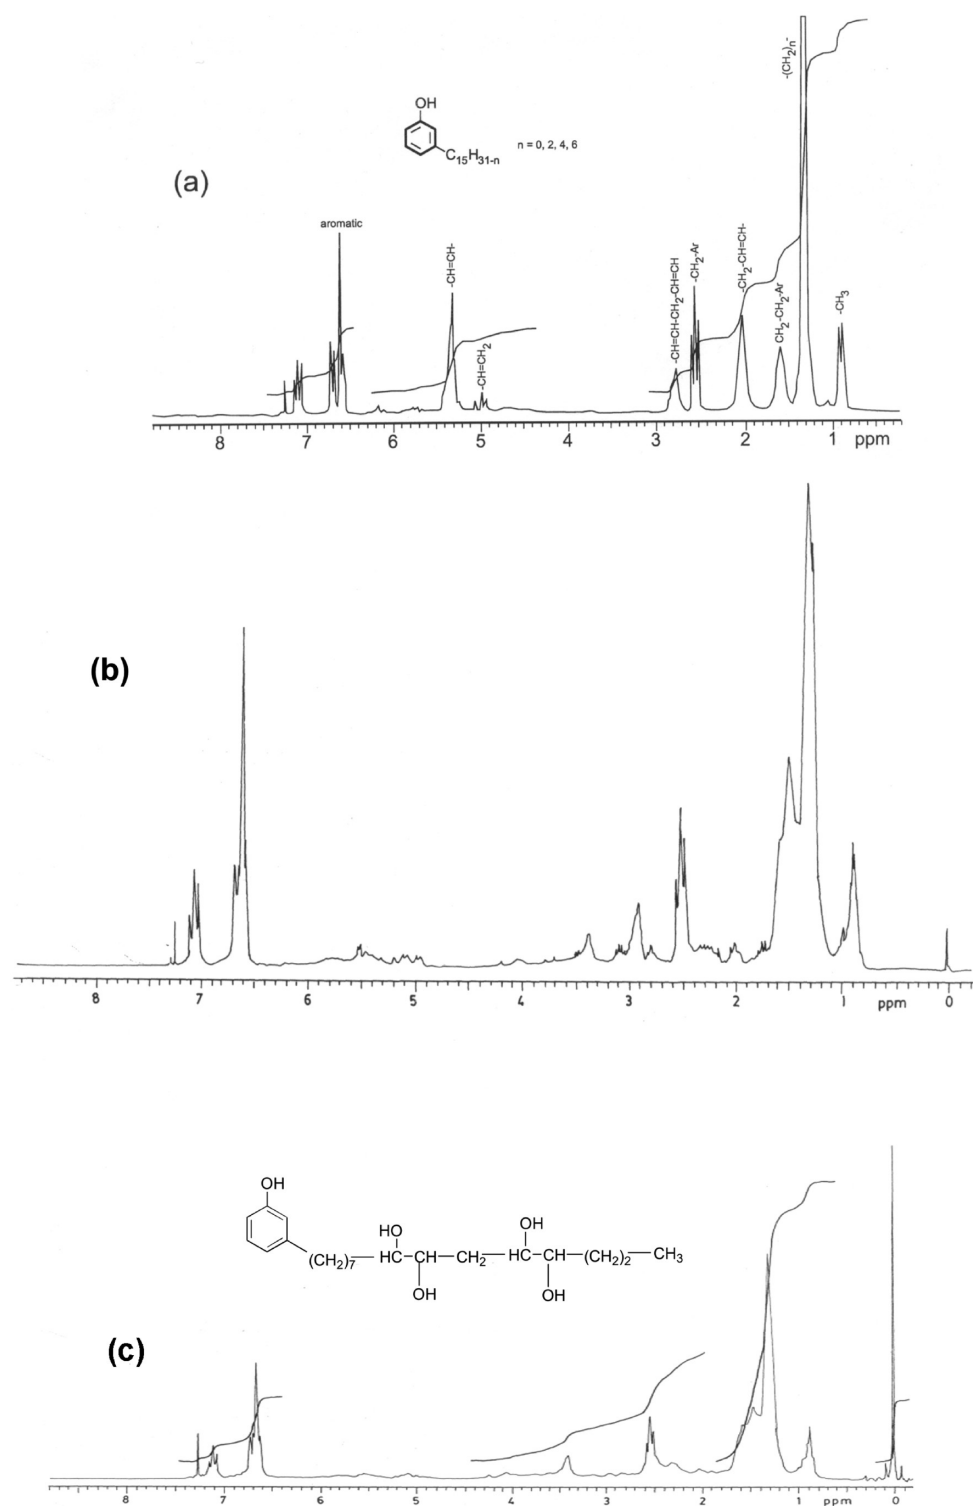 OH
C15H31-n
n = 0, 2, 4, 6
(a)
aromatic
-CH=CH-
-CH=CH2
-CH=CH-CH2-CH=CH
-CH2-Ar
-CH2-CH=CH-
CH2-CH2-Ar
-(CH2)n-
-CH3
8 7 6 5 4 3 2 1 ppm
(b)
8 7 6 5 4 3 2 1 ppm 0
OH
HO
OH
(CH2)7 HC CH CH2 HC CH (CH2)2 CH3
OH
OH
(c)
8 7 6 5 4 3 2 1 ppm 0